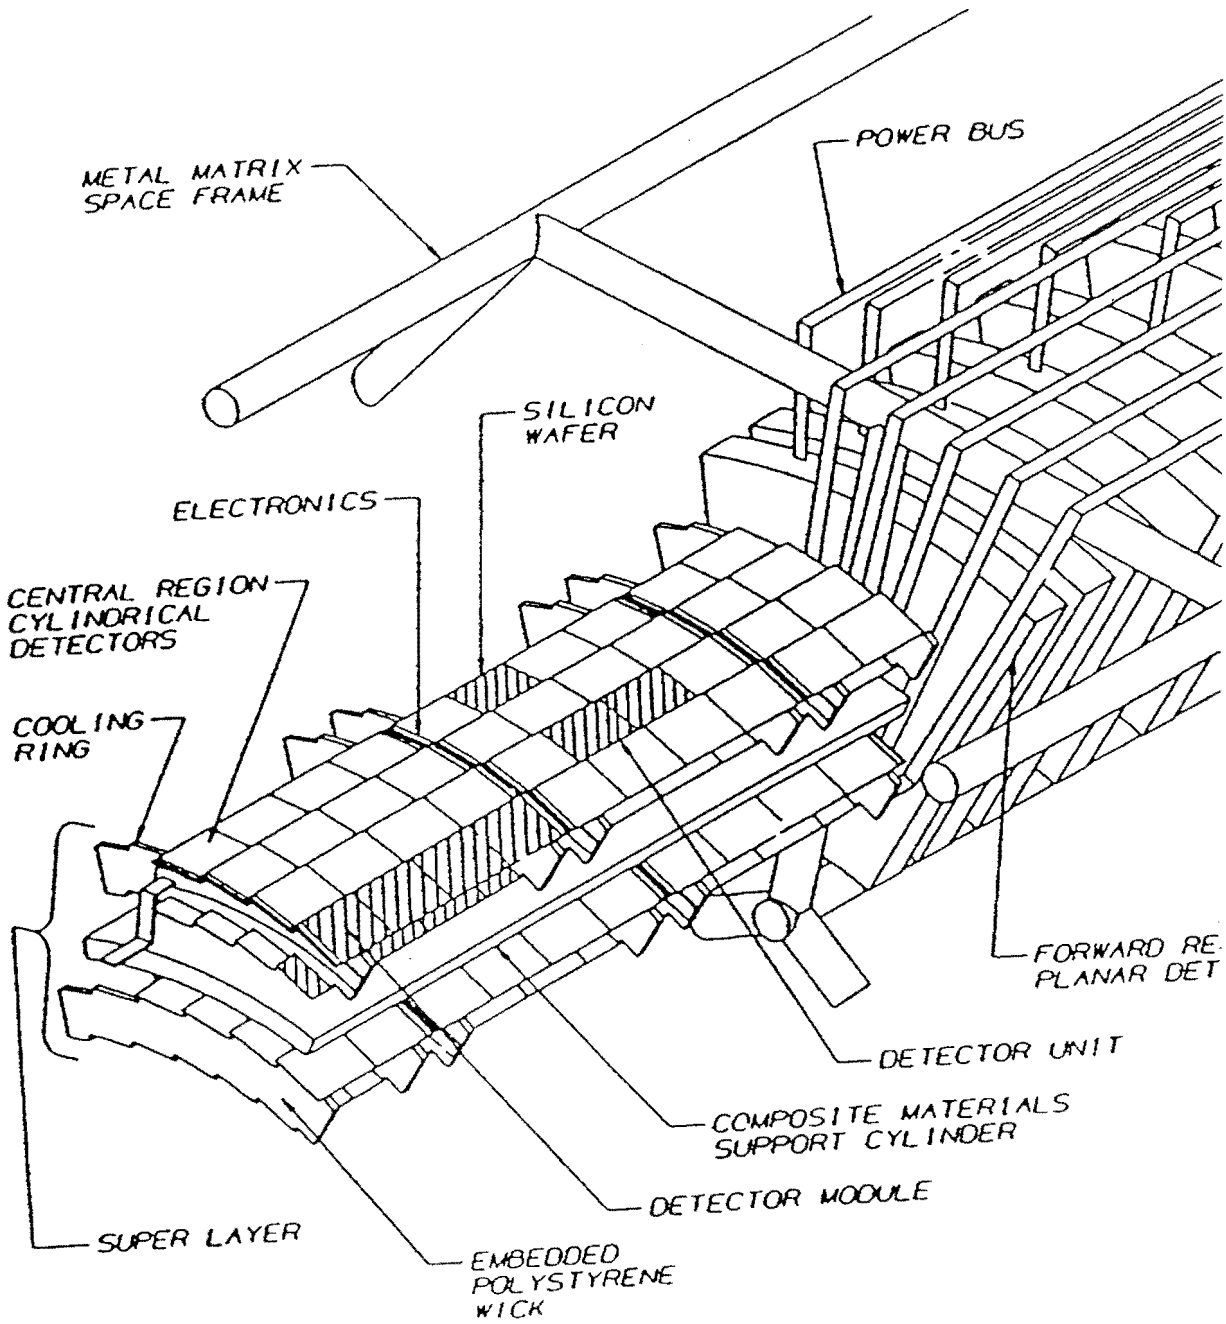 POWER BUS
METAL MATRIX
SPACE FRAME
SILICON
WAFER
ELECTRONICS
CENTRAL REGION
CYLINDRICAL
DETECTORS
COOLING
RING
FORWARD RE
PLANAR DET
DETECTOR UNIT
COMPOSITE MATERIALS
SUPPORT CYLINDER
DETECTOR MODULE
SUPER LAYER
EMBEDDED
POLYSTYRENE
WICK